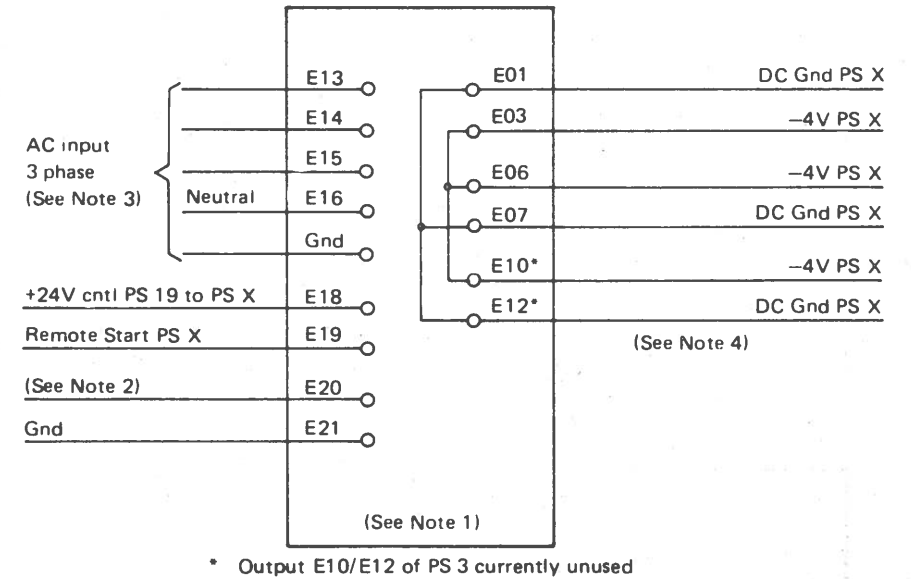 E13
E01
DC Gnd PS X
E14
E03
−4V PS X
AC input
3 phase
(See Note 3)
E15
E06
−4V PS X
Neutral
E16
E07
DC Gnd PS X
Gnd
E10*
−4V PS X
+24V cntl PS 19 to PS X
E18
E12*
DC Gnd PS X
Remote Start PS X
E19
(See Note 4)
(See Note 2)
E20
Gnd
E21
(See Note 1)
* Output E10/E12 of PS 3 currently unused